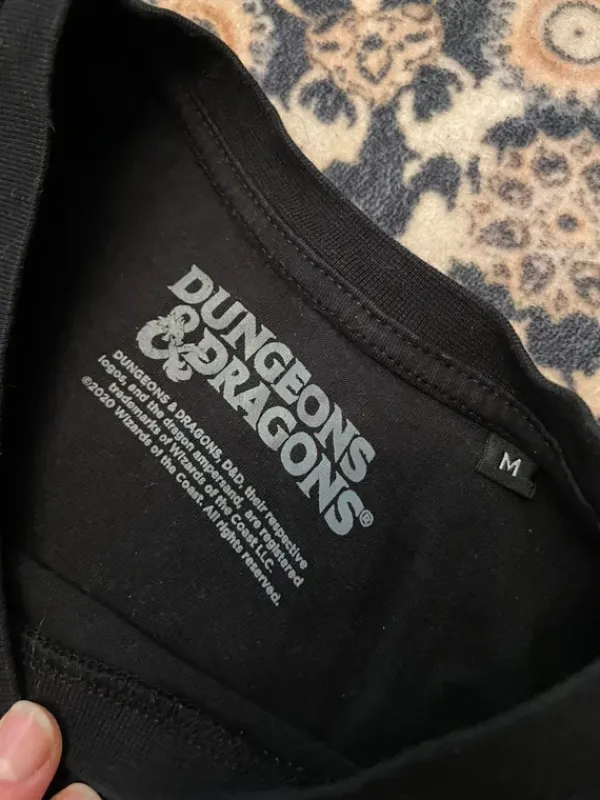 DUNGEONS
&DRAGONS®
DUNGEONS & DRAGONS, D&D, their respective
logos, and the dragon ampersand, are registered
trademarks of Wizards of the Coast LLC.
©2020 Wizards of the Coast. All rights reserved.
M